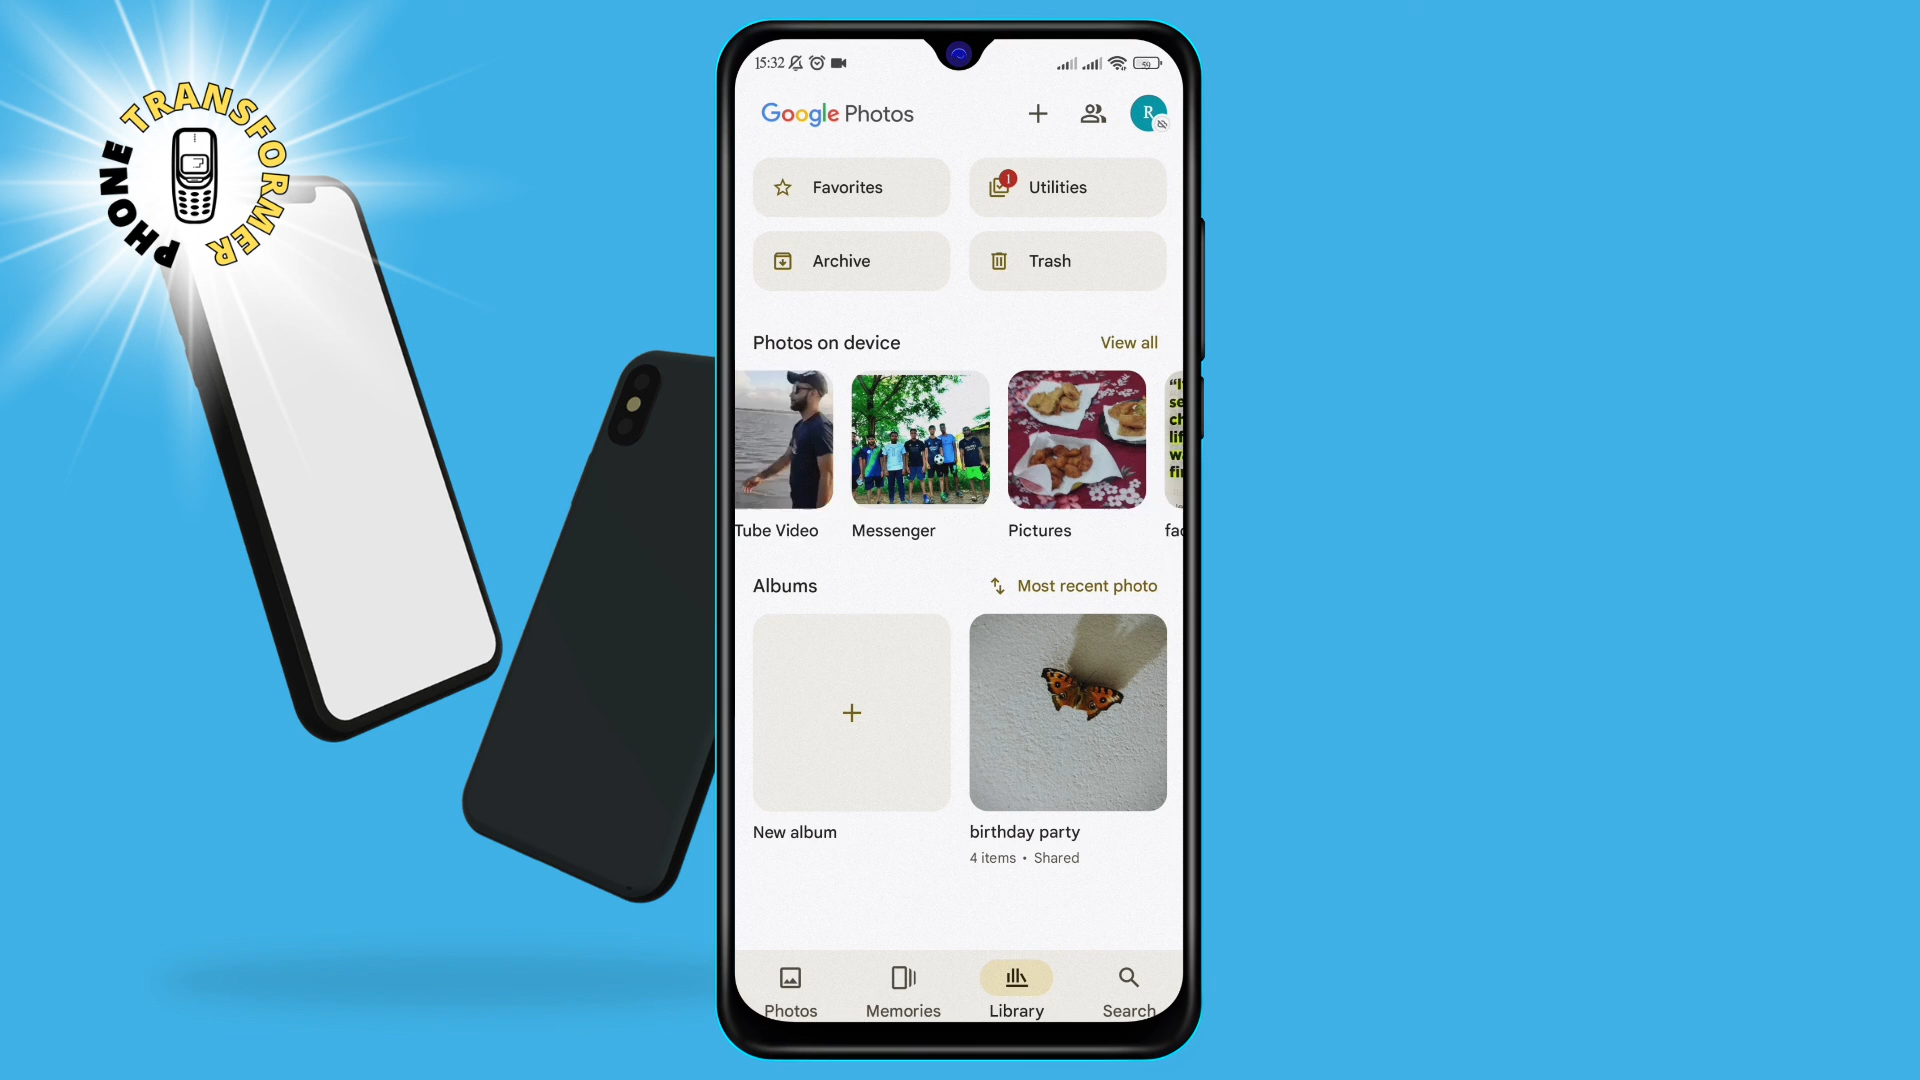 PHONE TRANSFORMER
15:32
59
Google Photos
R
Favorites
1
Utilities
Archive
Trash
Photos on device
View all
Tube Video
Messenger
Pictures
Albums
Most recent photo
New album
birthday party
4 items • Shared
Photos
Memories
Library
Search